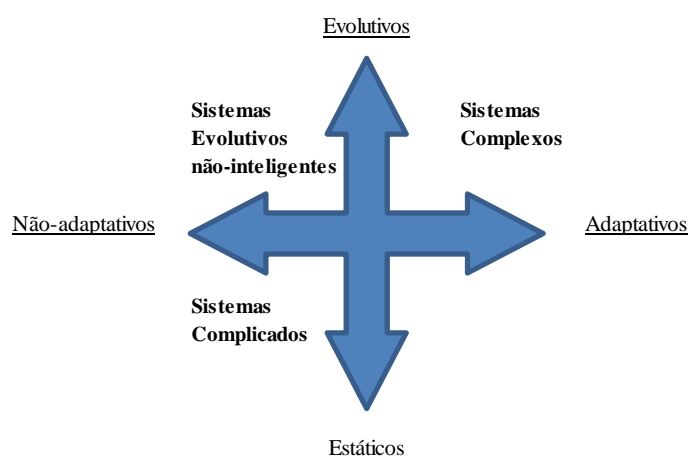 Evolutivos
Sistemas
Evolutivos
não-inteligentes
Sistemas
Complexos
Não-adaptativos
Adaptativos
Sistemas
Complicados
Estáticos